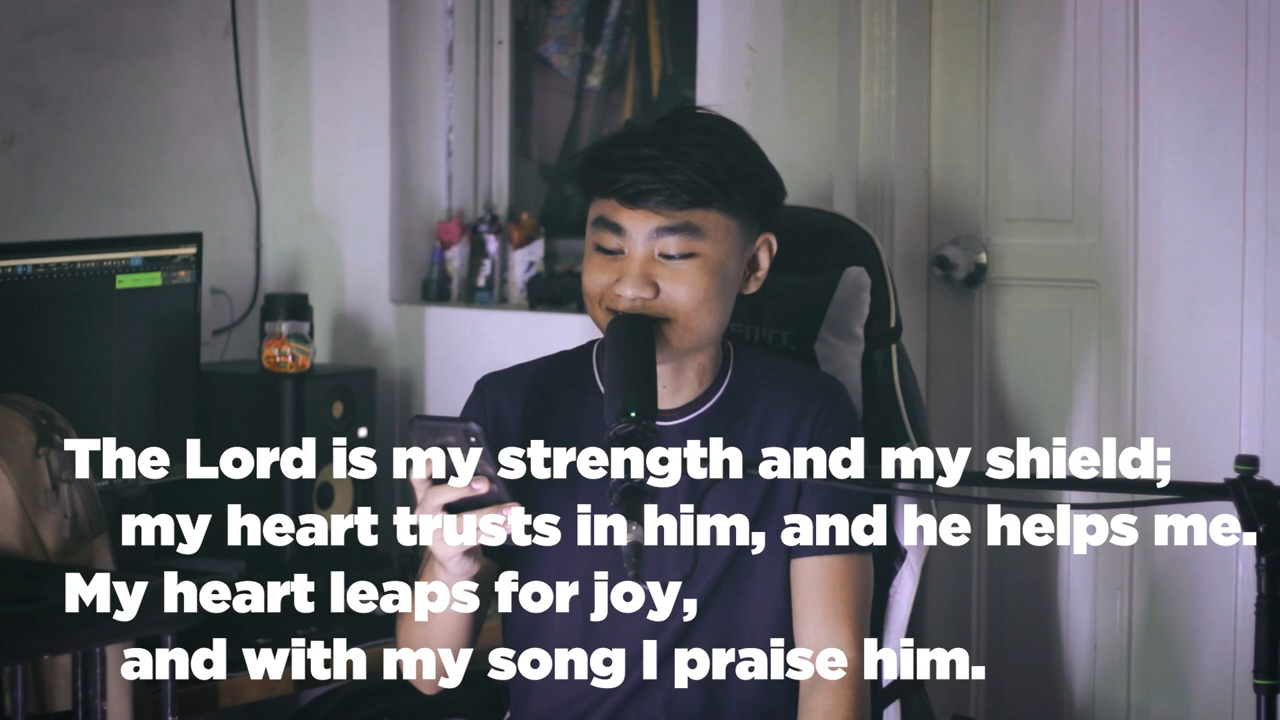 The Lord is my strength and my shield;
my heart trusts in him, and he helps me.
My heart leaps for joy,
and with my song I praise him.